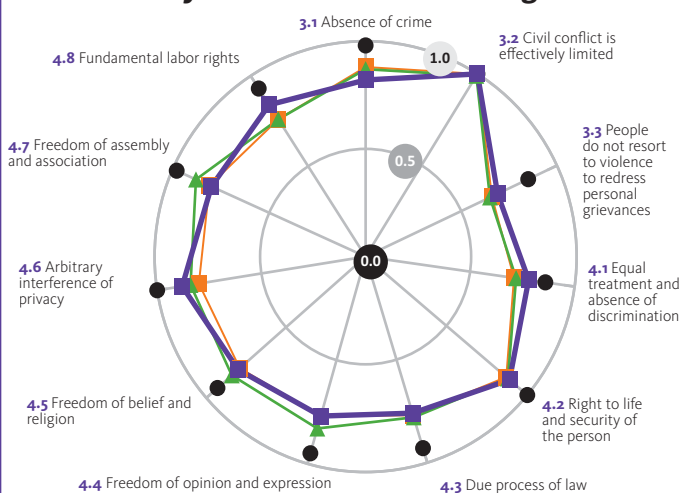 3.1 Absence of crime
3.2 Civil conflict is
effectively limited
1.0
4.8 Fundamental labor rights
3.3 People
do not resort
to violence
to redress
personal
grievances
4.7 Freedom of assembly
and association
0.5
0.0
4.6 Arbitrary
interference of
privacy
4.1 Equal
treatment and
absence of
discrimination
4.5 Freedom of belief and
religion
4.2 Right to life
and security of
the person
4.4 Freedom of opinion and expression
4.3 Due process of law